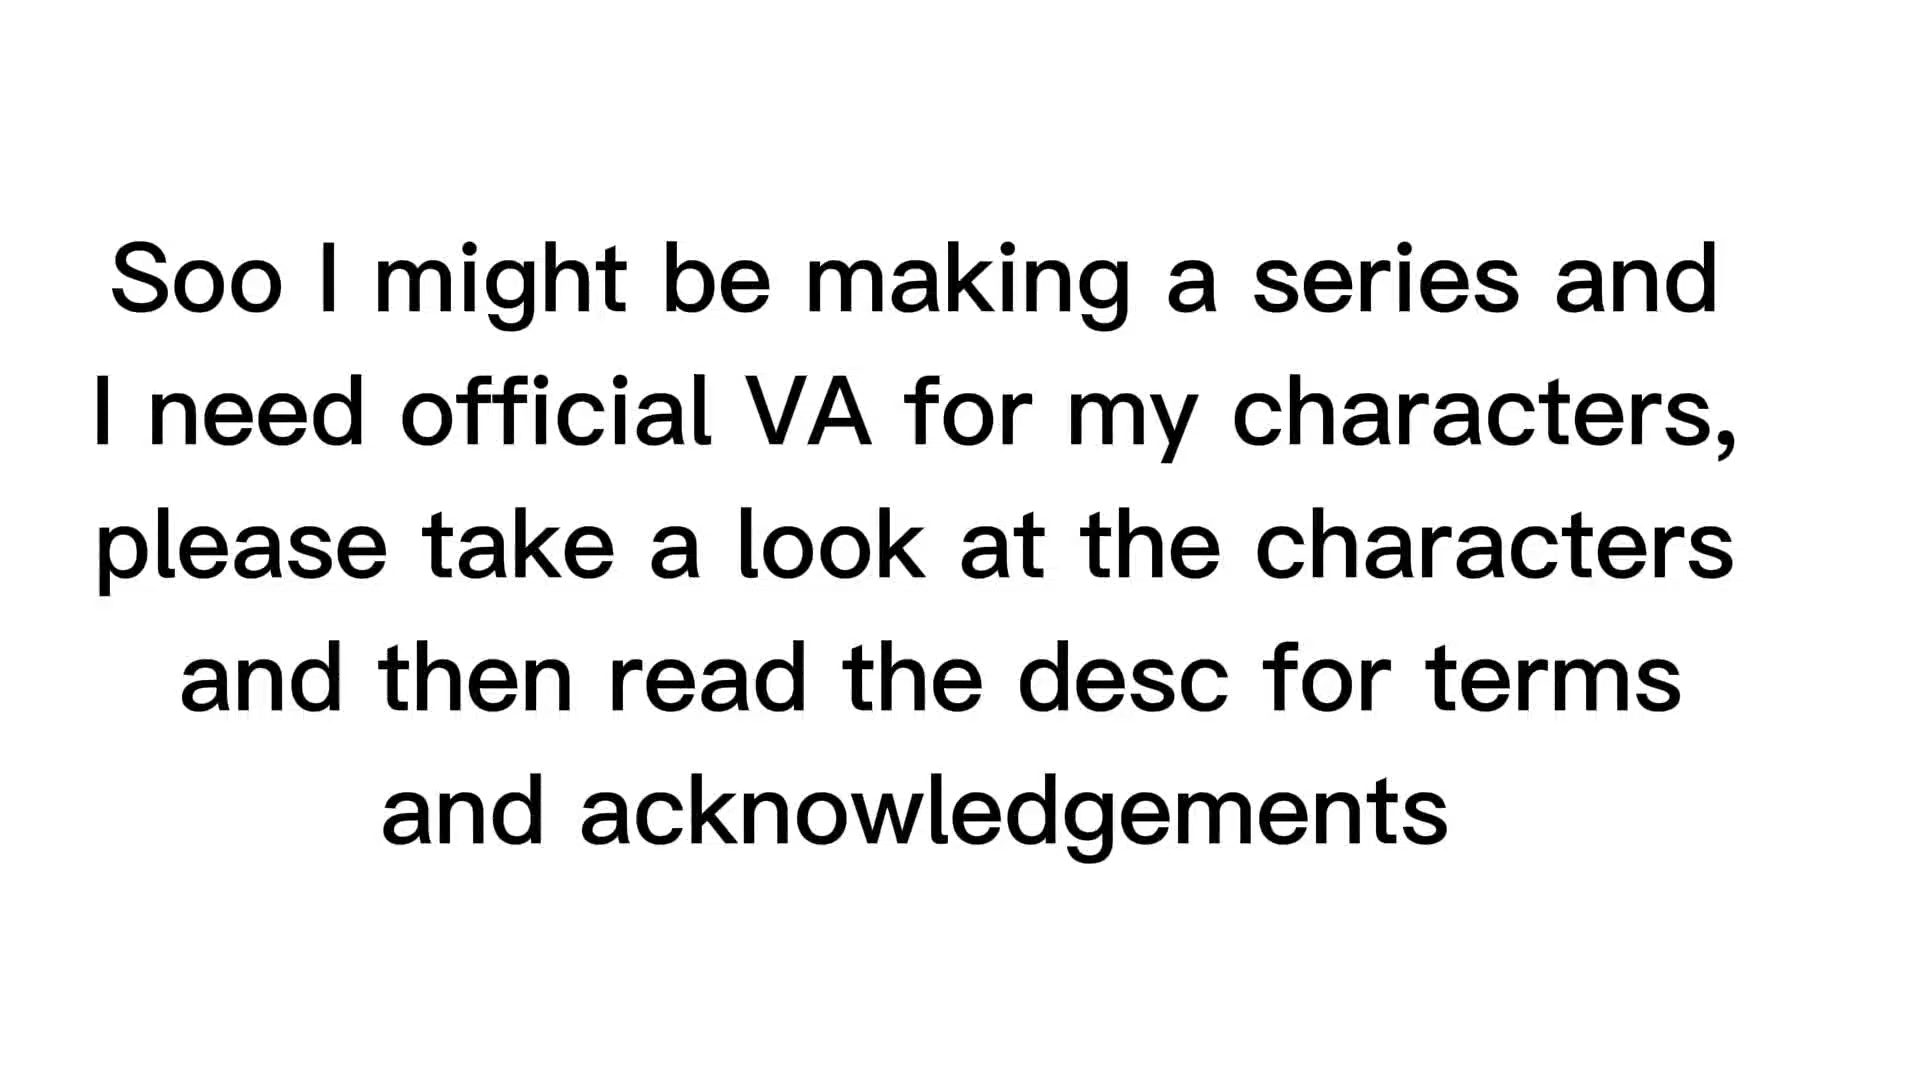 Soo I might be making a series and
I need official VA for my characters,
please take a look at the characters
and then read the desc for terms
and acknowledgements